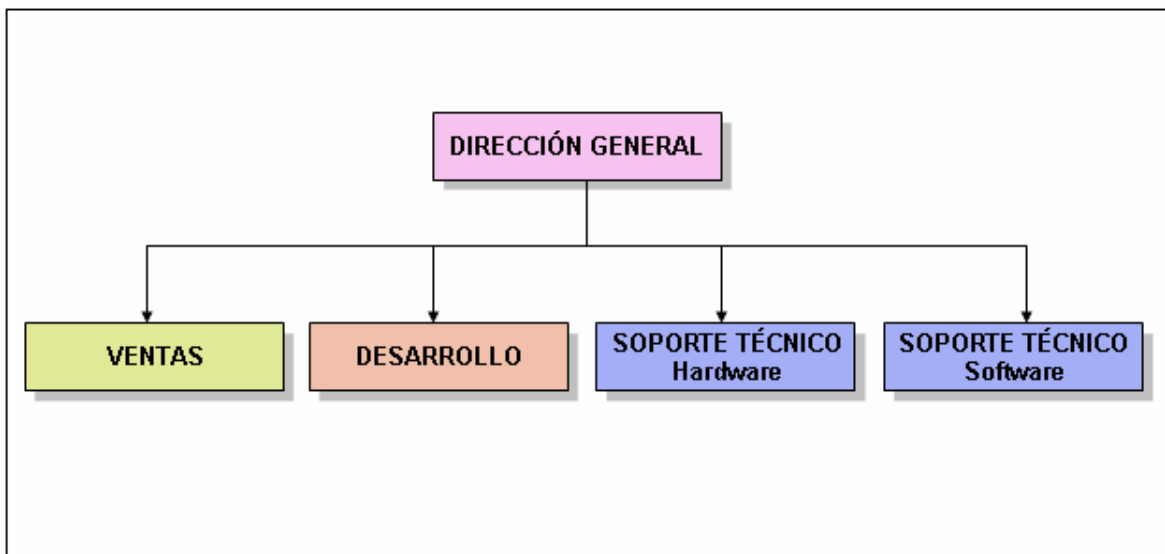 DIRECCIÓN GENERAL
VENTAS
DESARROLLO
SOPORTE TÉCNICO
Hardware
SOPORTE TÉCNICO
Software